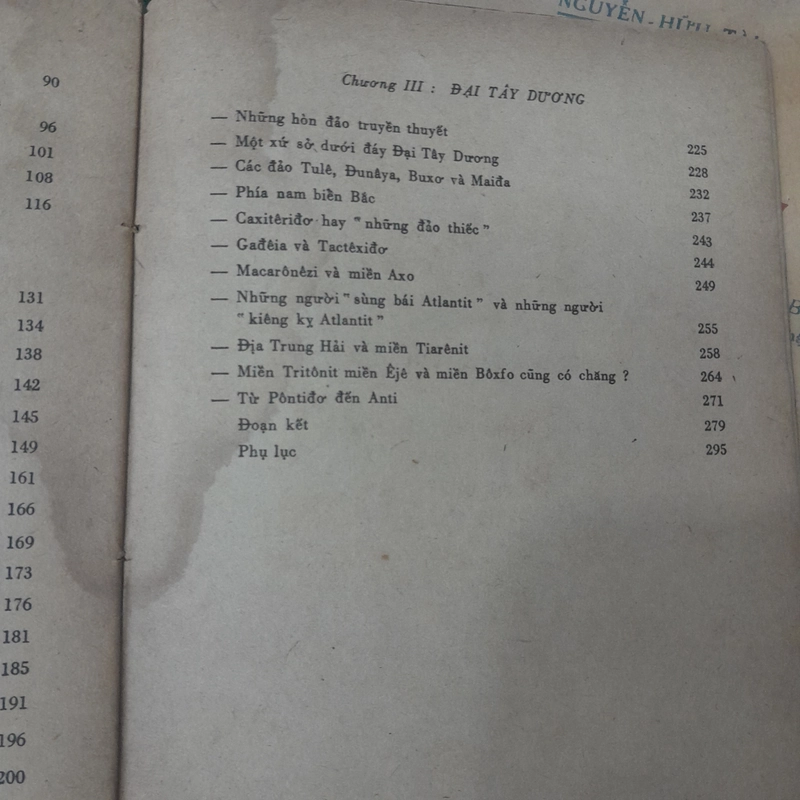 NGUYỄN-HỮU
90
96
101
108
116
131
134
138
142
145
149
161
166
169
173
176
181
185
191
196
200
Chương III : ĐẠI TÂY DƯƠNG
— Những hòn đảo truyền thuyết 225
— Một xứ sở dưới đáy Đại Tây Dương 228
— Các đảo Tulê, Đunâya, Buxơ và Maiđa 232
— Phía nam biển Bắc 237
— Caxitêriđơ hay "những đảo thiếc" 243
— Gađêia và Tactêxiđơ 244
— Macarônêzi và miền Axo 249
— Những người "sùng bái Atlantit" và những người
"kiêng kỵ Atlantit" 255
— Địa Trung Hải và miền Tiarênit 258
— Miền Tritônit miền Êjê và miền Bôxfo cũng có chăng ? 264
— Từ Pôntiđơ đến Anti 271
Đoạn kết 279
Phụ lục 295